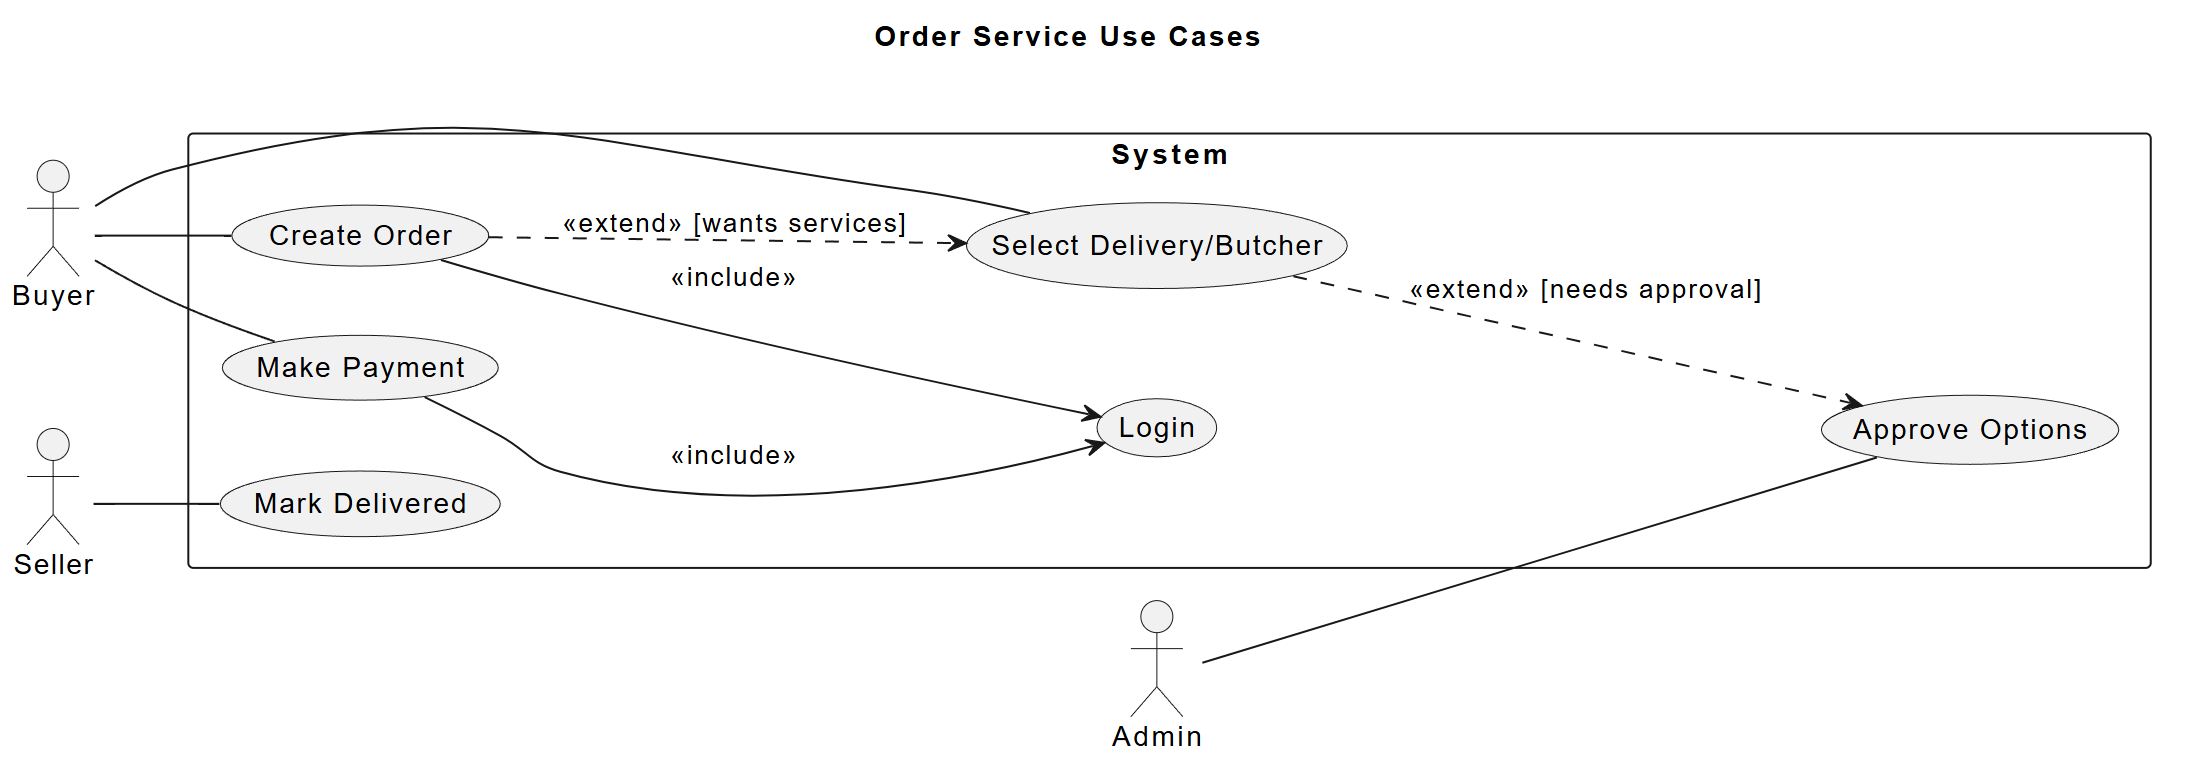 Order Service Use Cases
System
Buyer
Create Order
«extend» [wants services]
Select Delivery/Butcher
«include»
«extend» [needs approval]
Make Payment
Login
Approve Options
«include»
Mark Delivered
Seller
Admin